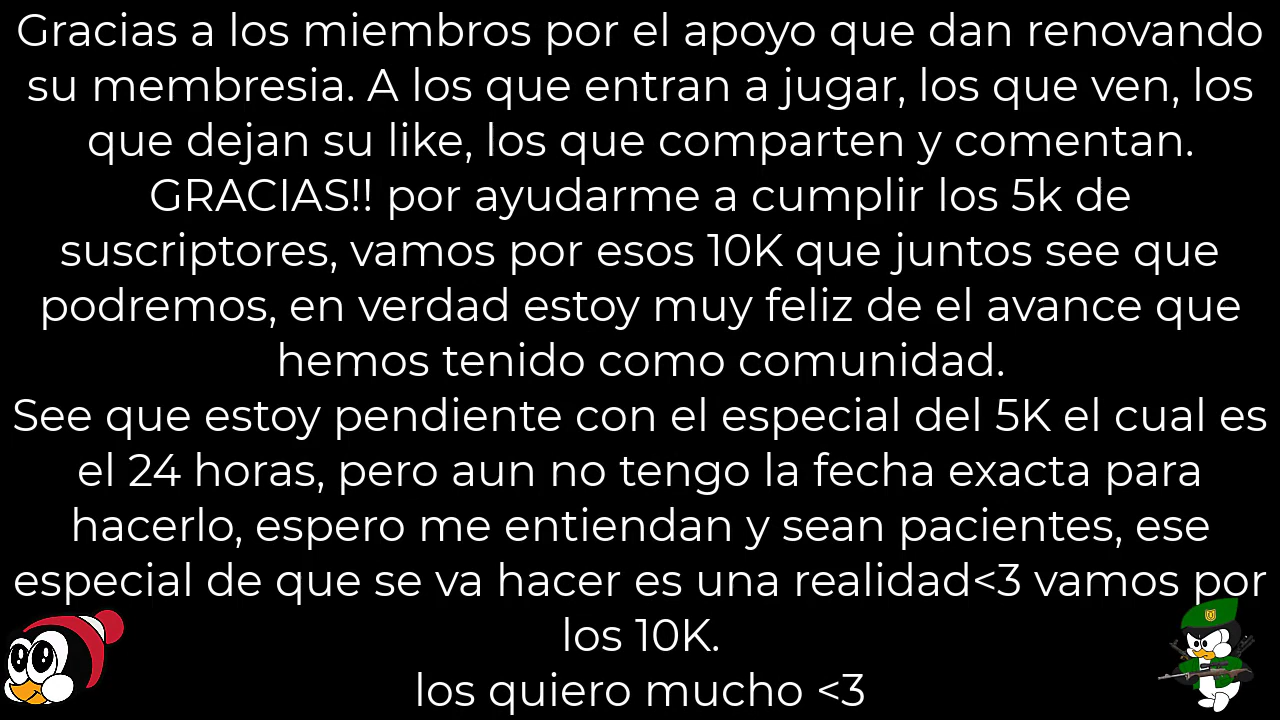 Gracias a los miembros por el apoyo que dan renovando
su membresia. A los que entran a jugar, los que ven, los
que dejan su like, los que comparten y comentan.
GRACIAS!! por ayudarme a cumplir los 5k de
suscriptores, vamos por esos 10K que juntos see que
podremos, en verdad estoy muy feliz de el avance que
hemos tenido como comunidad.
See que estoy pendiente con el especial del 5K el cual es
el 24 horas, pero aun no tengo la fecha exacta para
hacerlo, espero me entiendan y sean pacientes, ese
especial de que se va hacer es una realidad<3 vamos por
los 10K.
los quiero mucho <3